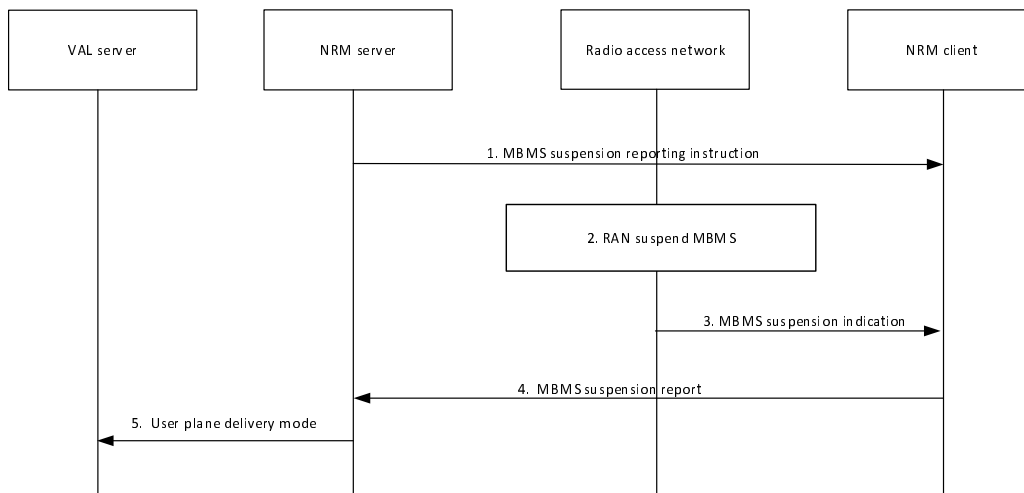 VAL server
NRM server
Radio access network
NRM client
1. MBMS suspension reporting instruction
2. RAN suspend MBMS
3. MBMS suspension indication
4. MBMS suspension report
5. User plane delivery mode